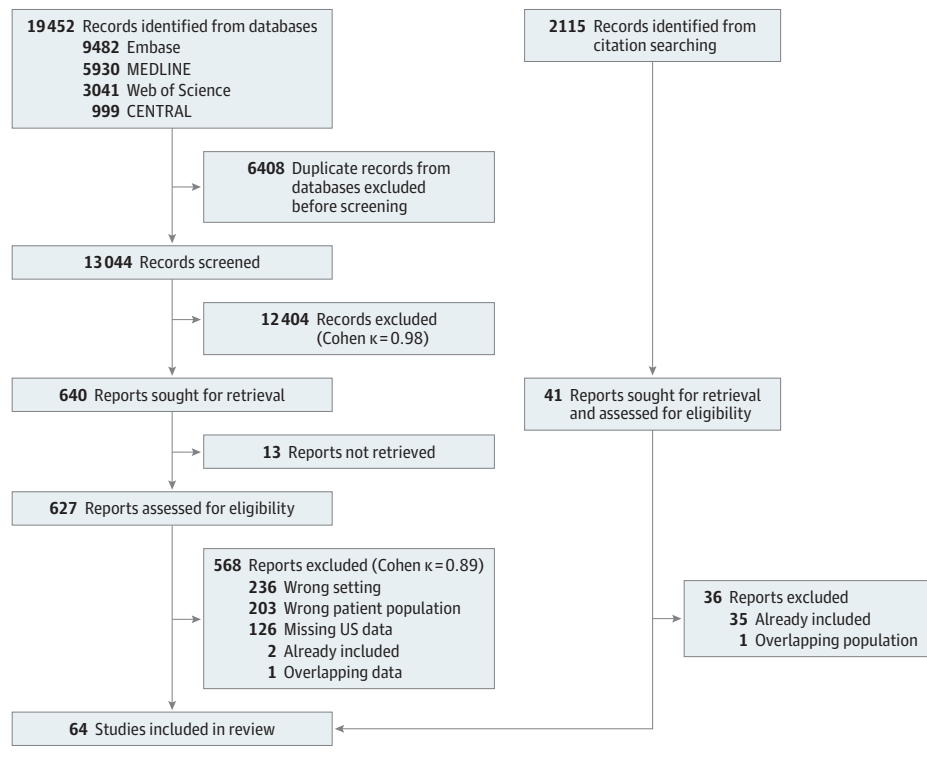 19452 Records identified from databases
9482 Embase
5930 MEDLINE
3041 Web of Science
999 CENTRAL
6408 Duplicate records from
databases excluded
before screening
13044 Records screened
12404 Records excluded
(Cohen κ=0.98)
640 Reports sought for retrieval
13 Reports not retrieved
627 Reports assessed for eligibility
568 Reports excluded (Cohen κ=0.89)
236 Wrong setting
203 Wrong patient population
126 Missing US data
2 Already included
1 Overlapping data
64 Studies included in review
2115 Records identified from
citation searching
41 Reports sought for retrieval
and assessed for eligibility
36 Reports excluded
35 Already included
1 Overlapping population